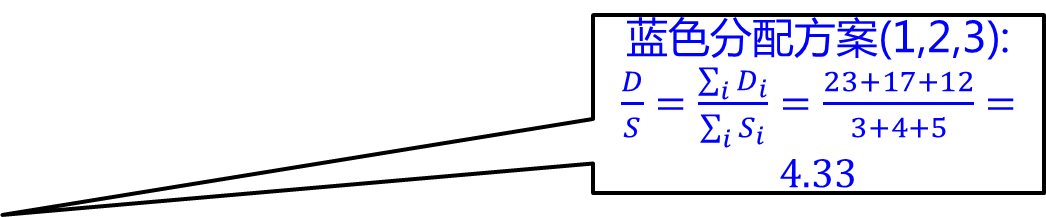 蓝色分配方案(1,2,3):
D/S = ∑ᵢ Dᵢ / ∑ᵢ Sᵢ = 23+17+12 / 3+4+5 =
4.33